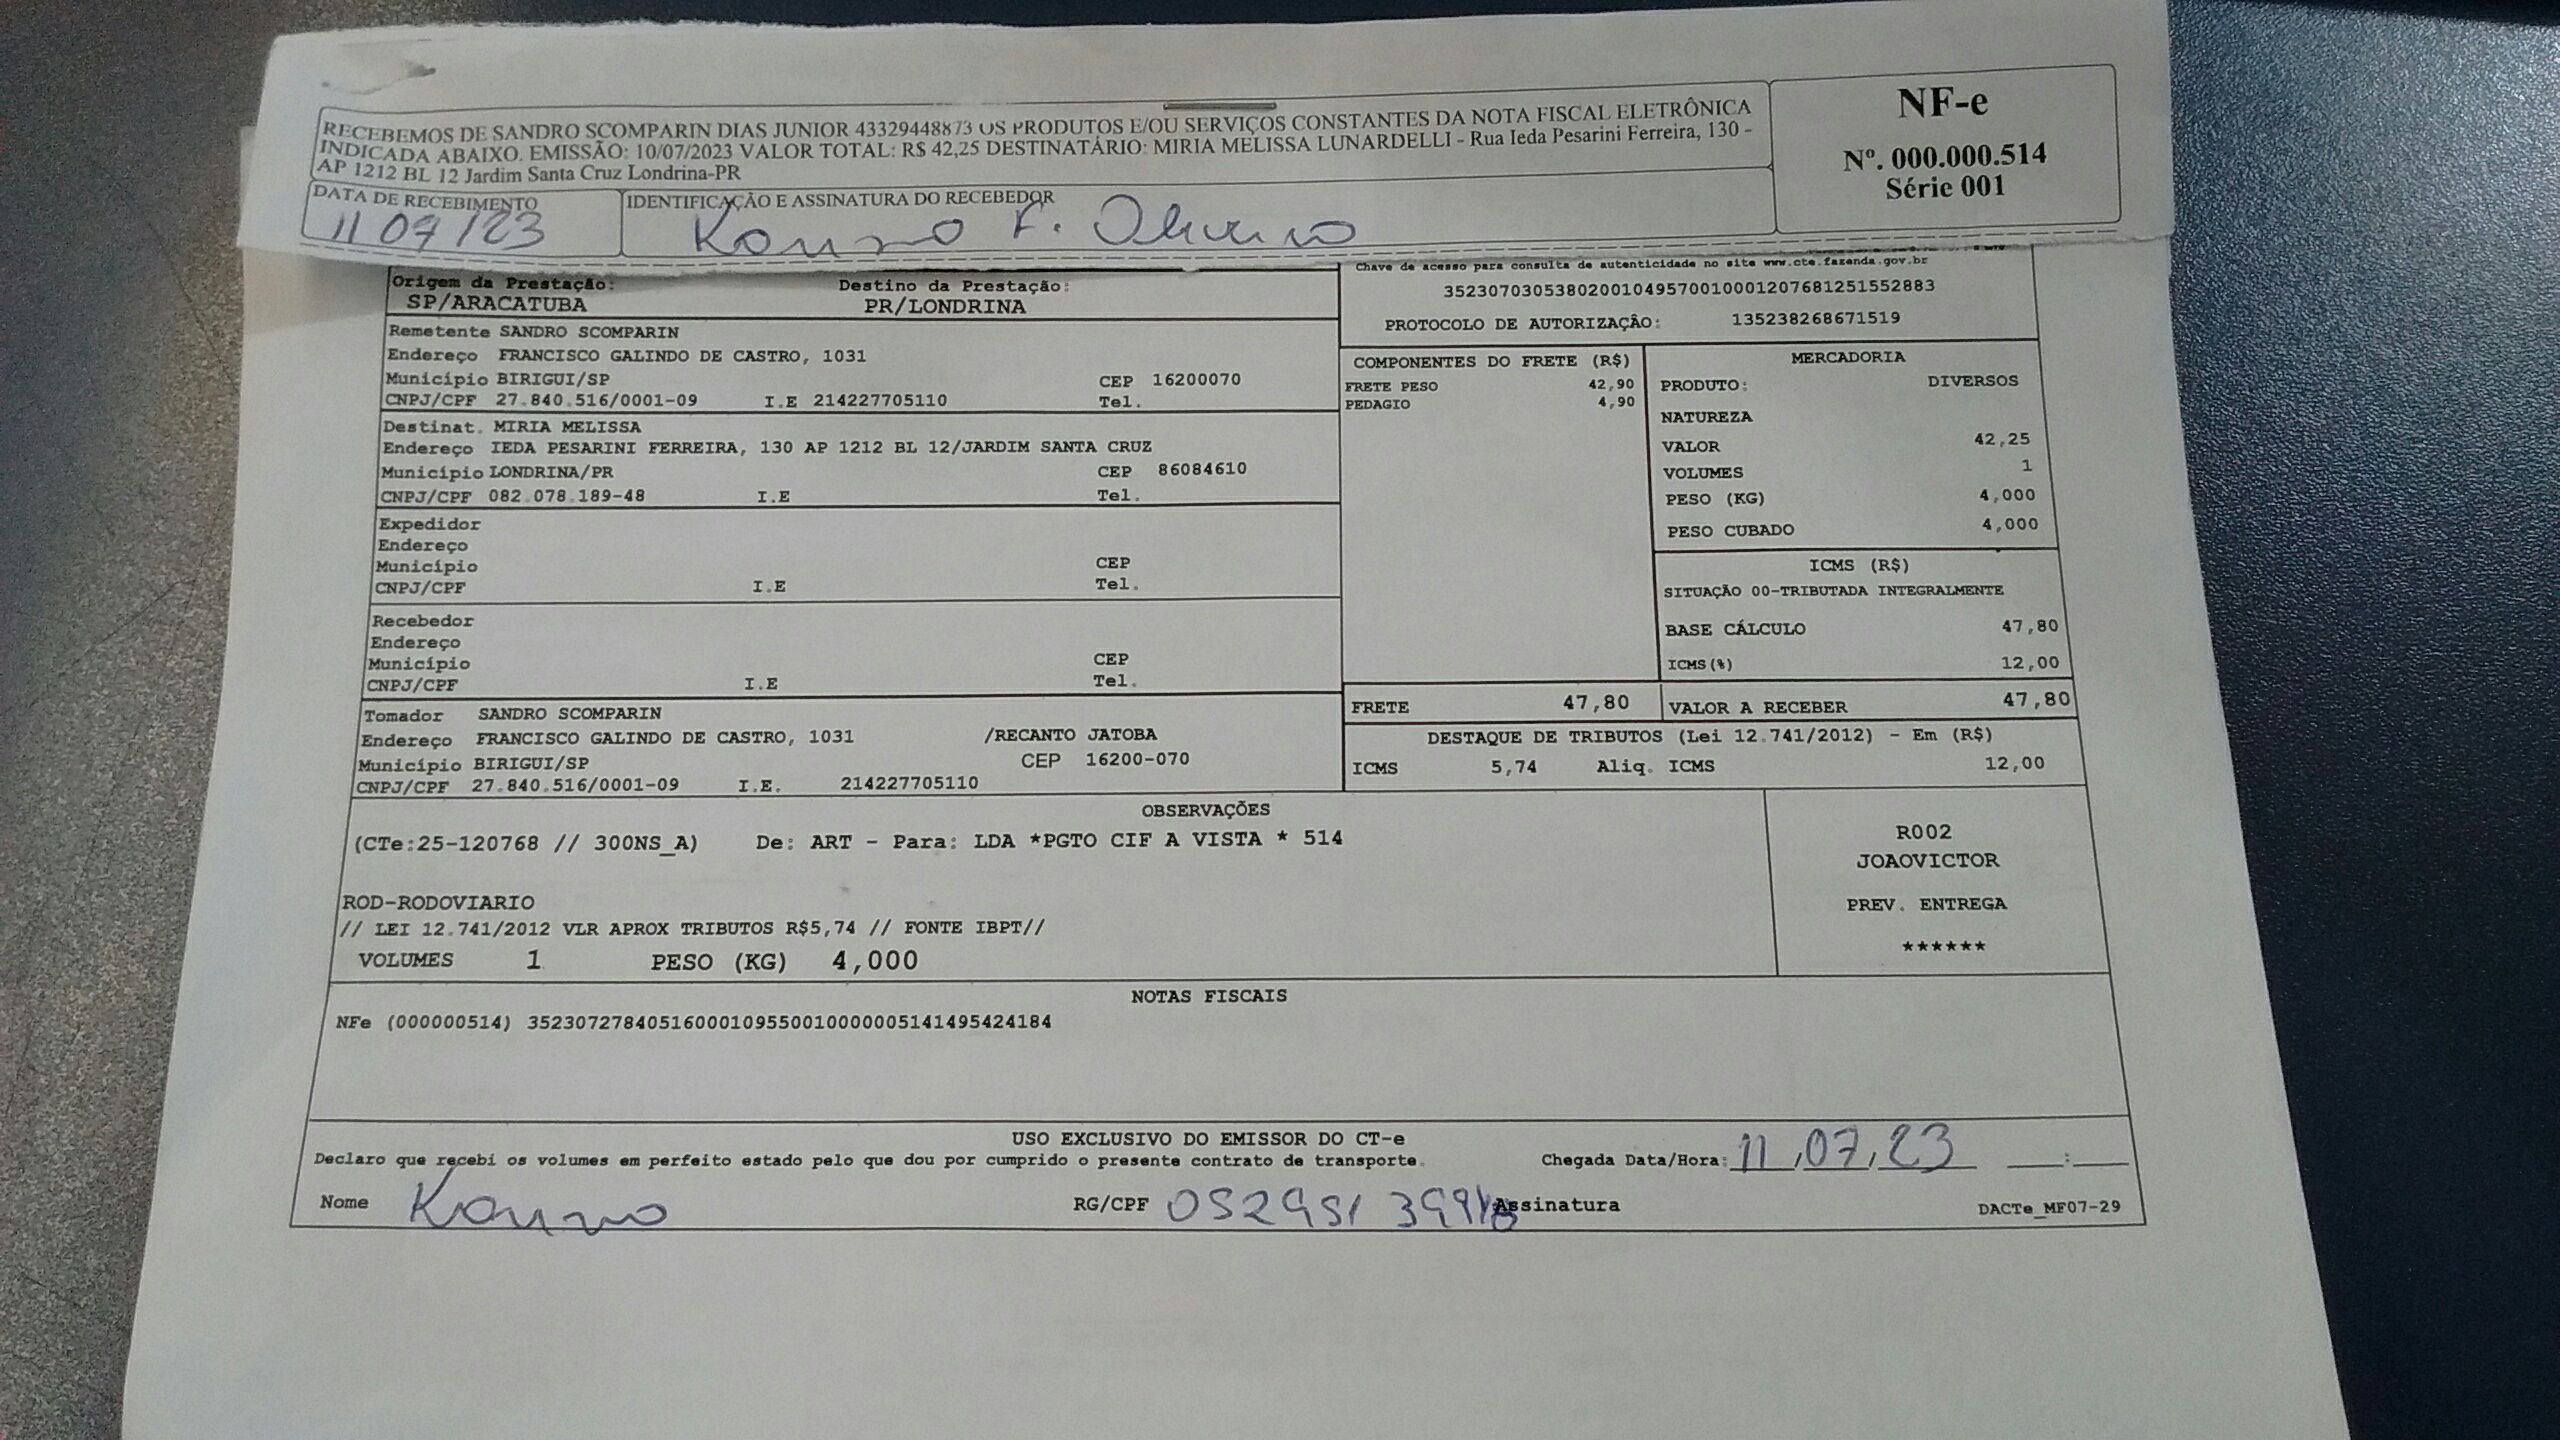 RECEBEMOS DE SANDRO SCOMPARIN DIAS JUNIOR 43329448873 OS PRODUTOS E/OU SERVIÇOS CONSTANTES DA NOTA FISCAL ELETRÔNICA
INDICADA ABAIXO. EMISSÃO: 10/07/2023 VALOR TOTAL: R$ 42,25 DESTINATÁRIO: MIRIA MELISSA LUNARDELLI - Rua Ieda Pesarini Ferreira, 130 -
AP 1212 BL 12 Jardim Santa Cruz Londrina-PR
NF-e
Nº. 000.000.514
Série 001
DATA DE RECEBIMENTO
11 07/23
IDENTIFICAÇÃO E ASSINATURA DO RECEBEDOR
Chave de acesso para consulta de autenticidade no site www.cte.fazenda.gov.br
35230703053802001049570010001207681251552883
PROTOCOLO DE AUTORIZAÇÃO: 135238268671519
Origem da Prestação: Destino da Prestação:
SP/ARACATUBA PR/LONDRINA
Remetente SANDRO SCOMPARIN
Endereço FRANCISCO GALINDO DE CASTRO, 1031
Município BIRIGUI/SP CEP 16200070
CNPJ/CPF 27.840.516/0001-09 I.E 214227705110 Tel.
Destinat. MIRIA MELISSA
Endereço IEDA PESARINI FERREIRA, 130 AP 1212 BL 12/JARDIM SANTA CRUZ
Município LONDRINA/PR CEP 86084610
CNPJ/CPF 082.078.189-48 I.E Tel.
Expedidor
Endereço
Município CEP
CNPJ/CPF I.E Tel.
Recebedor
Endereço
Município CEP
CNPJ/CPF I.E Tel.
Tomador SANDRO SCOMPARIN
Endereço FRANCISCO GALINDO DE CASTRO, 1031 /RECANTO JATOBA
Município BIRIGUI/SP CEP 16200-070
CNPJ/CPF 27.840.516/0001-09 I.E. 214227705110
COMPONENTES DO FRETE (R$)
FRETE PESO 42,90
PEDAGIO 4,90
MERCADORIA
PRODUTO: DIVERSOS
NATUREZA
VALOR 42,25
VOLUMES 1
PESO (KG) 4,000
PESO CUBADO 4,000
ICMS (R$)
SITUAÇÃO 00-TRIBUTADA INTEGRALMENTE
BASE CÁLCULO 47,80
ICMS(%) 12,00
FRETE 47,80 VALOR A RECEBER 47,80
DESTAQUE DE TRIBUTOS (Lei 12.741/2012) - Em (R$)
ICMS 5,74 Aliq. ICMS 12,00
OBSERVAÇÕES
(CTe:25-120768 // 300NS_A) De: ART - Para: LDA *PGTO CIF A VISTA * 514
ROD-RODOVIARIO
// LEI 12.741/2012 VLR APROX TRIBUTOS R$5,74 // FONTE IBPT//
VOLUMES 1 PESO (KG) 4,000
R002
JOAOVICTOR
PREV. ENTREGA
******
NOTAS FISCAIS
NFe (000000514) 35230727840516000109550010000005141495424184
USO EXCLUSIVO DO EMISSOR DO CT-e
Declaro que recebi os volumes em perfeito estado pelo que dou por cumprido o presente contrato de transporte. Chegada Data/Hora: 11,07,23 :
Nome RG/CPF Assinatura DACTe_MF07-29